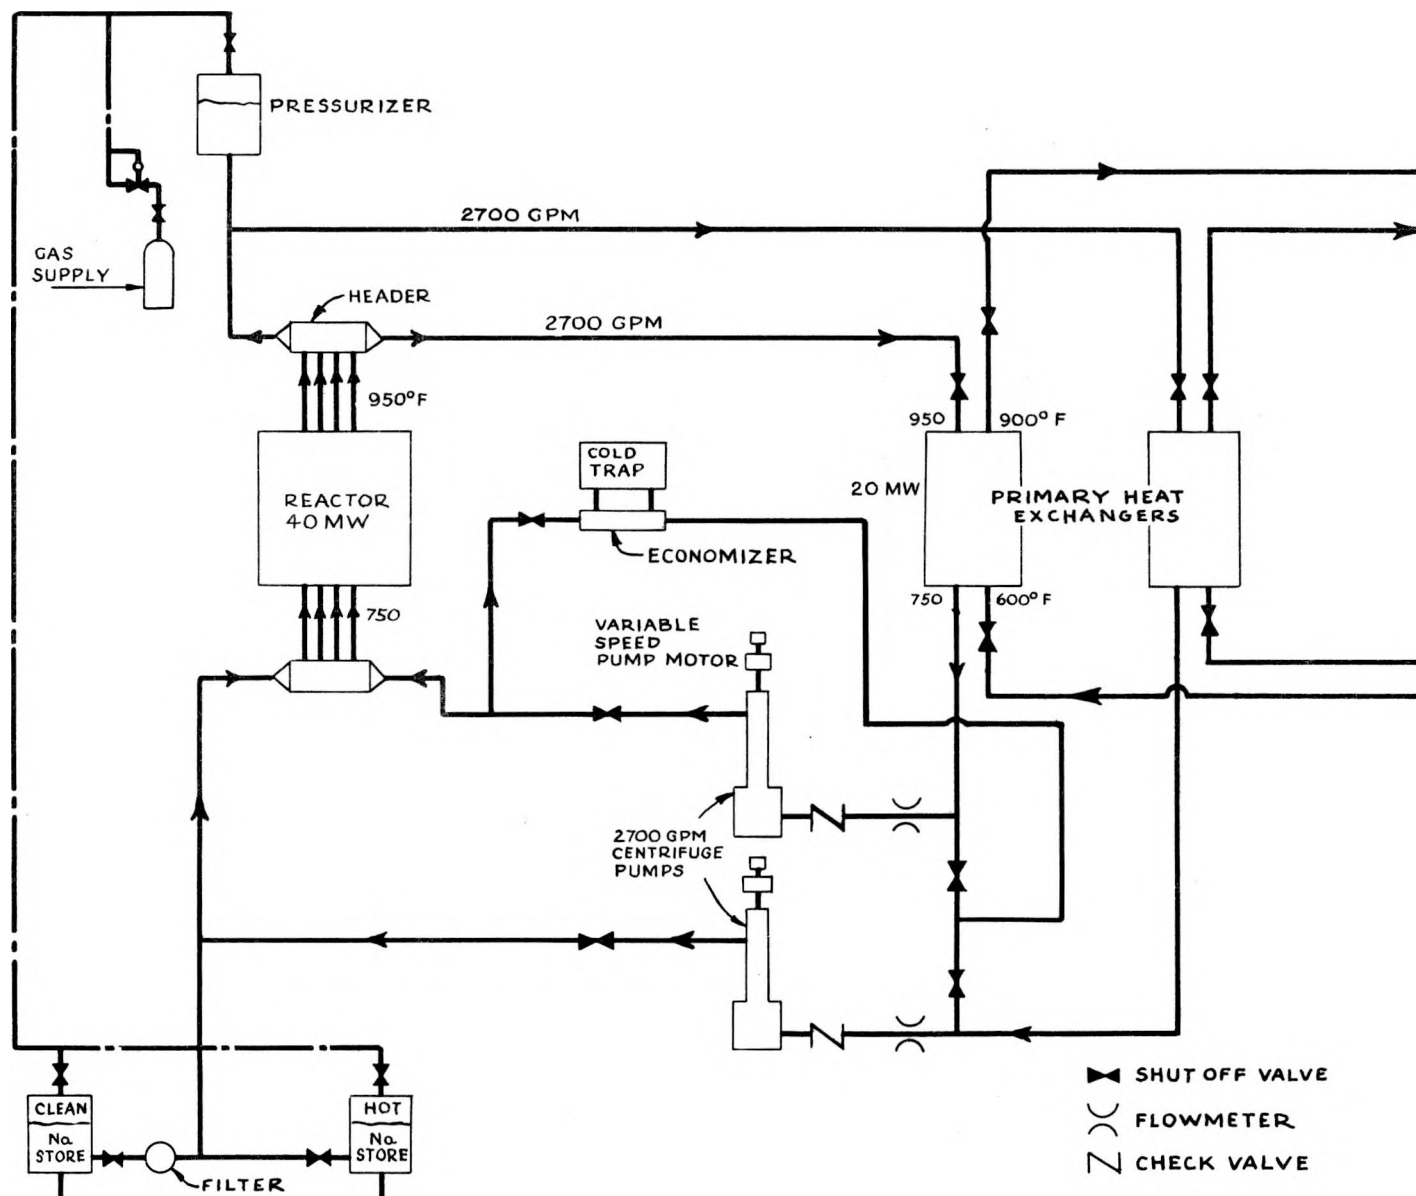 PRESSURIZER
2700 GPM
GAS
SUPPLY
HEADER
2700 GPM
950°F
950
900° F
COLD
TRAP
REACTOR
40 MW
20 MW
PRIMARY HEAT
EXCHANGERS
ECONOMIZER
750
750
600° F
VARIABLE
SPEED
PUMP MOTOR
2700 GPM
CENTRIFUGE
PUMPS
SHUT OFF VALVE
FLOWMETER
CHECK VALVE
CLEAN
Na
STORE
HOT
Na
STORE
FILTER